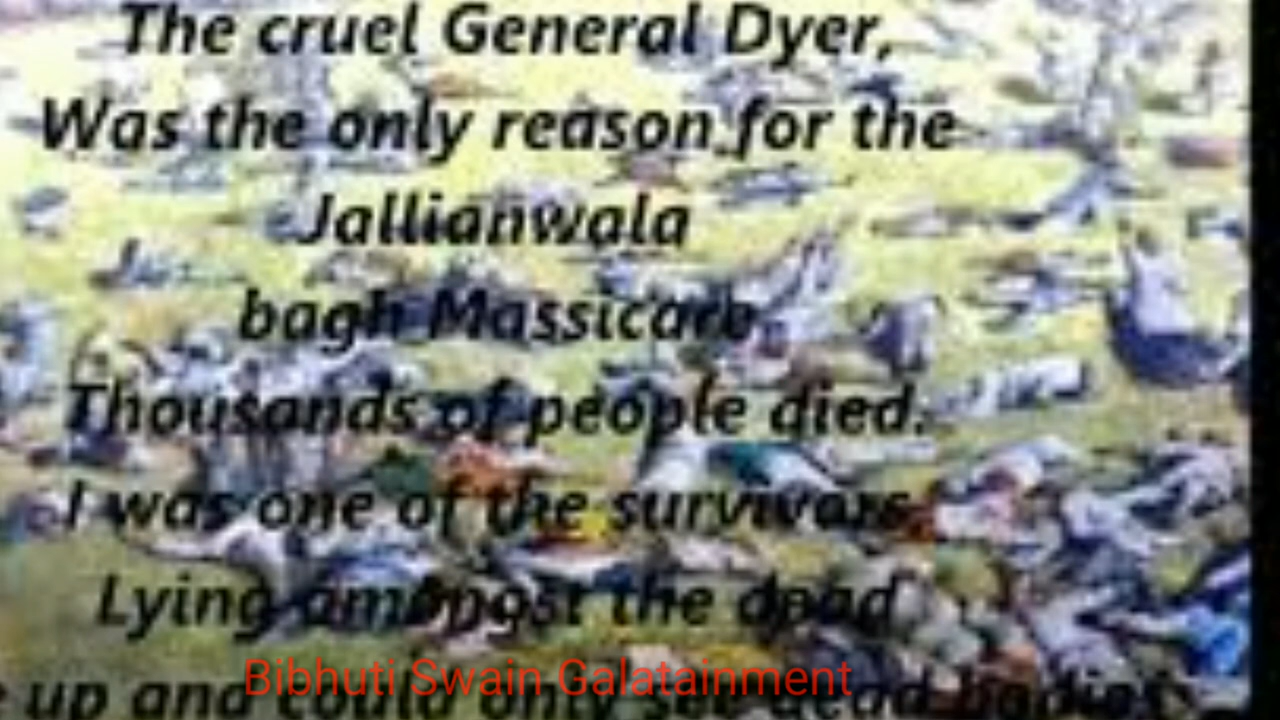 The cruel General Dyer,
Was the only reason for the
Jallianwala
bagh Massicare
Thousands of people died.
I was one of the survivors
Lying amongst the dead
up and could only see dead bodies
Bibhuti Swain Galatainment